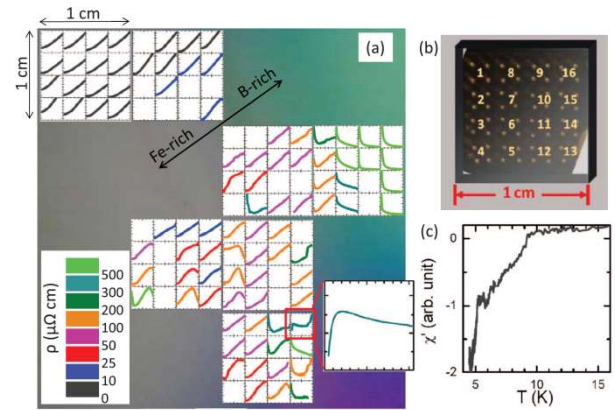 1 cm
(a)
1 cm
B-rich
Fe-rich
ρ (μΩ cm)
500
300
200
100
50
25
10
0
(b)
1 8 9 16
2 7 10 15
3 6 11 14
4 5 12 13
1 cm
(c)
χ' (arb. unit)
0
-1
-2
5 10 15
T (K)